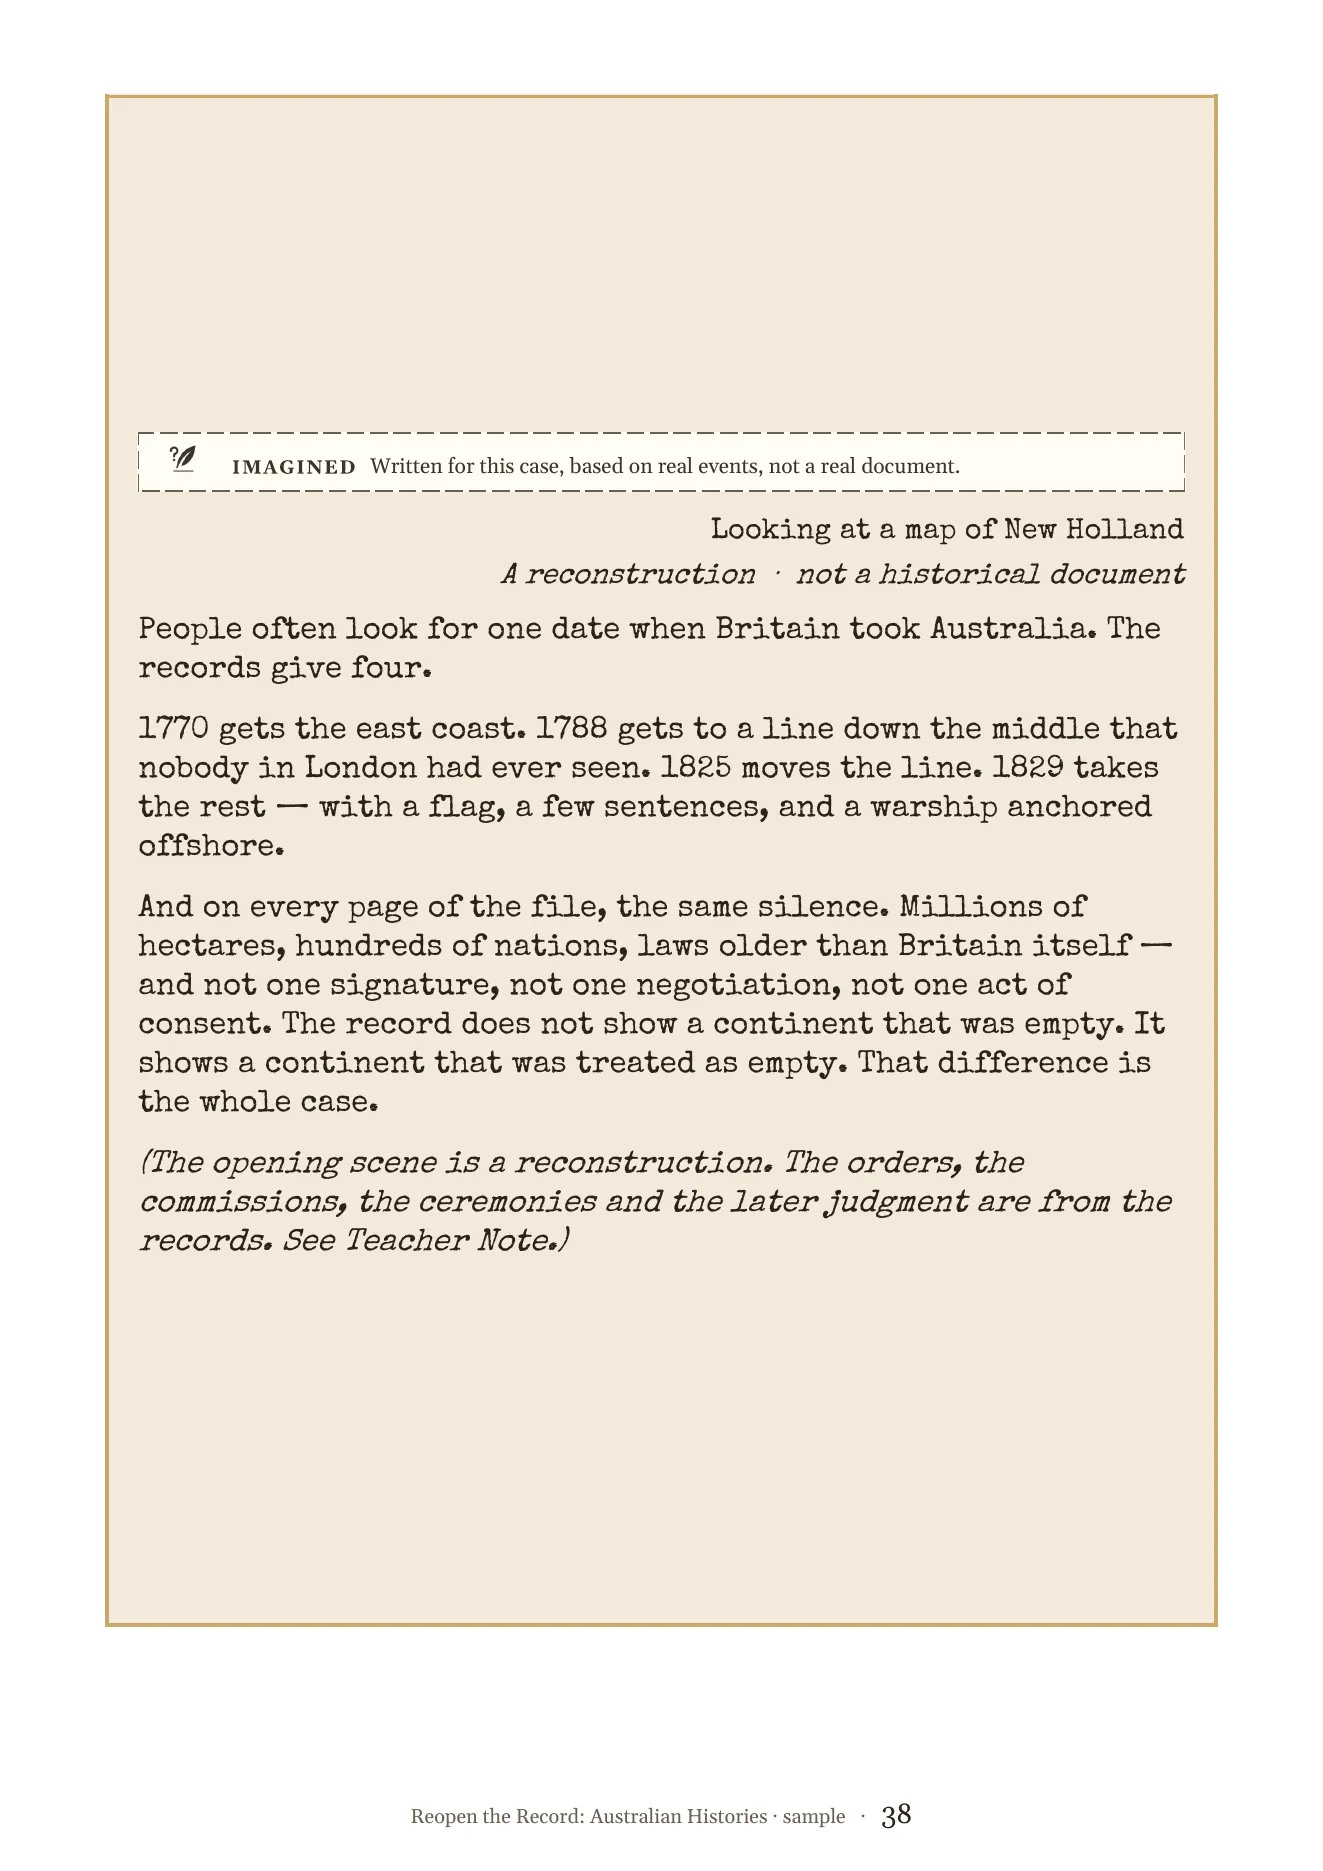 IMAGINED Written for this case, based on real events, not a real document.
Looking at a map of New Holland
A reconstruction · not a historical document
People often look for one date when Britain took Australia. The
records give four.
1770 gets the east coast. 1788 gets to a line down the middle that
nobody in London had ever seen. 1825 moves the line. 1829 takes
the rest — with a flag, a few sentences, and a warship anchored
offshore.
And on every page of the file, the same silence. Millions of
hectares, hundreds of nations, laws older than Britain itself —
and not one signature, not one negotiation, not one act of
consent. The record does not show a continent that was empty. It
shows a continent that was treated as empty. That difference is
the whole case.
(The opening scene is a reconstruction. The orders, the
commissions, the ceremonies and the later judgment are from the
records. See Teacher Note.)
Reopen the Record: Australian Histories · sample · 38